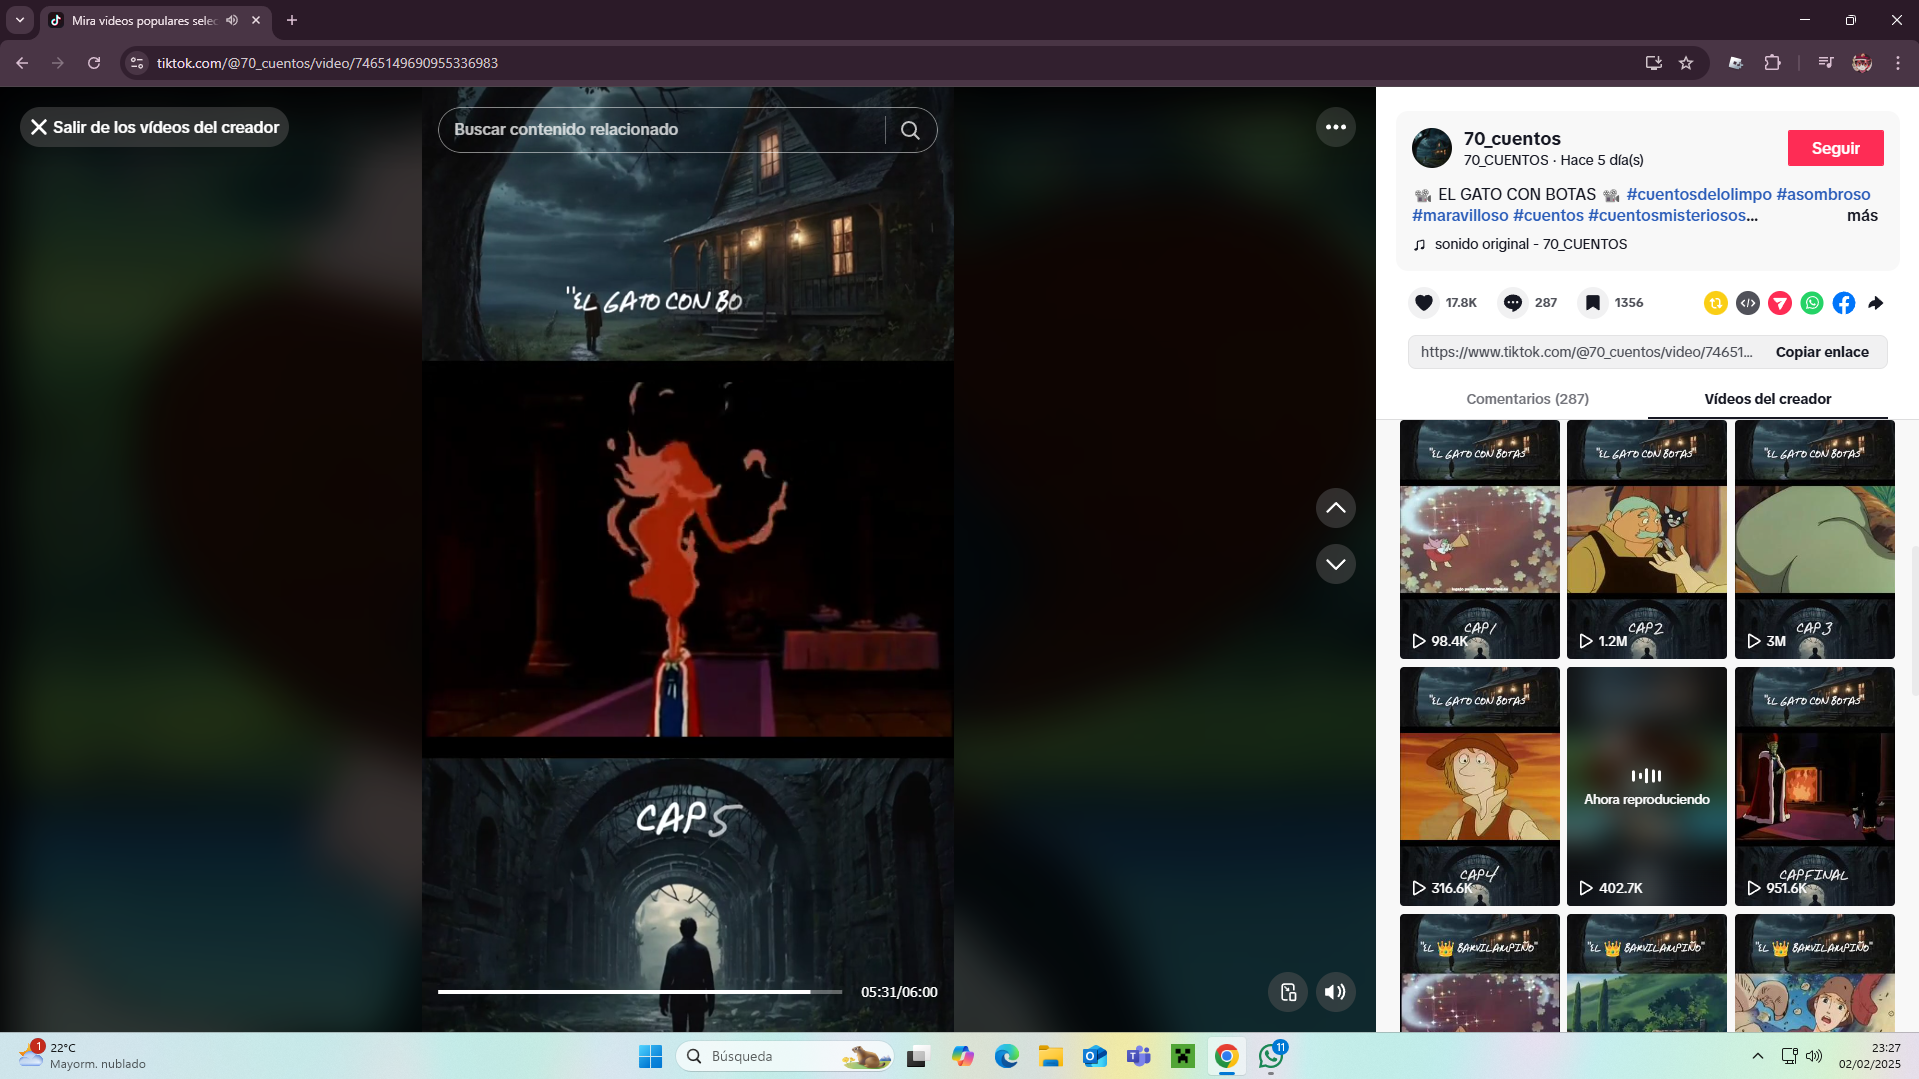 Mira videos populares selec
tiktok.com/@70_cuentos/video/7465149690955336983
Salir de los vídeos del creador
Buscar contenido relacionado
"EL GATO CON BO
CAP 5
05:31/06:00
70_cuentos
70_CUENTOS · Hace 5 día(s)
Seguir
EL GATO CON BOTAS #cuentosdelolimpo #asombroso
#maravilloso #cuentos #cuentosmisteriosos...
más
sonido original - 70_CUENTOS
17.8K
287
1356
https://www.tiktok.com/@70_cuentos/video/74651...
Copiar enlace
Comentarios (287)
Vídeos del creador
"EL GATO CON BOTAS"
"EL GATO CON BOTAS"
"EL GATO CON BOTAS"
CAP 1
CAP 2
CAP 3
98.4K
1.2M
3M
"EL GATO CON BOTAS"
"EL GATO CON BOTAS"
Ahora reproduciendo
CAP 4
CAP FINAL
316.6K
402.7K
951.6K
"EL 👑 BARVILAMPIÑO"
"EL 👑 BARVILAMPIÑO"
"EL 👑 BARVILAMPIÑO"
1
22°C
Mayorm. nublado
Búsqueda
11
23:27
02/02/2025